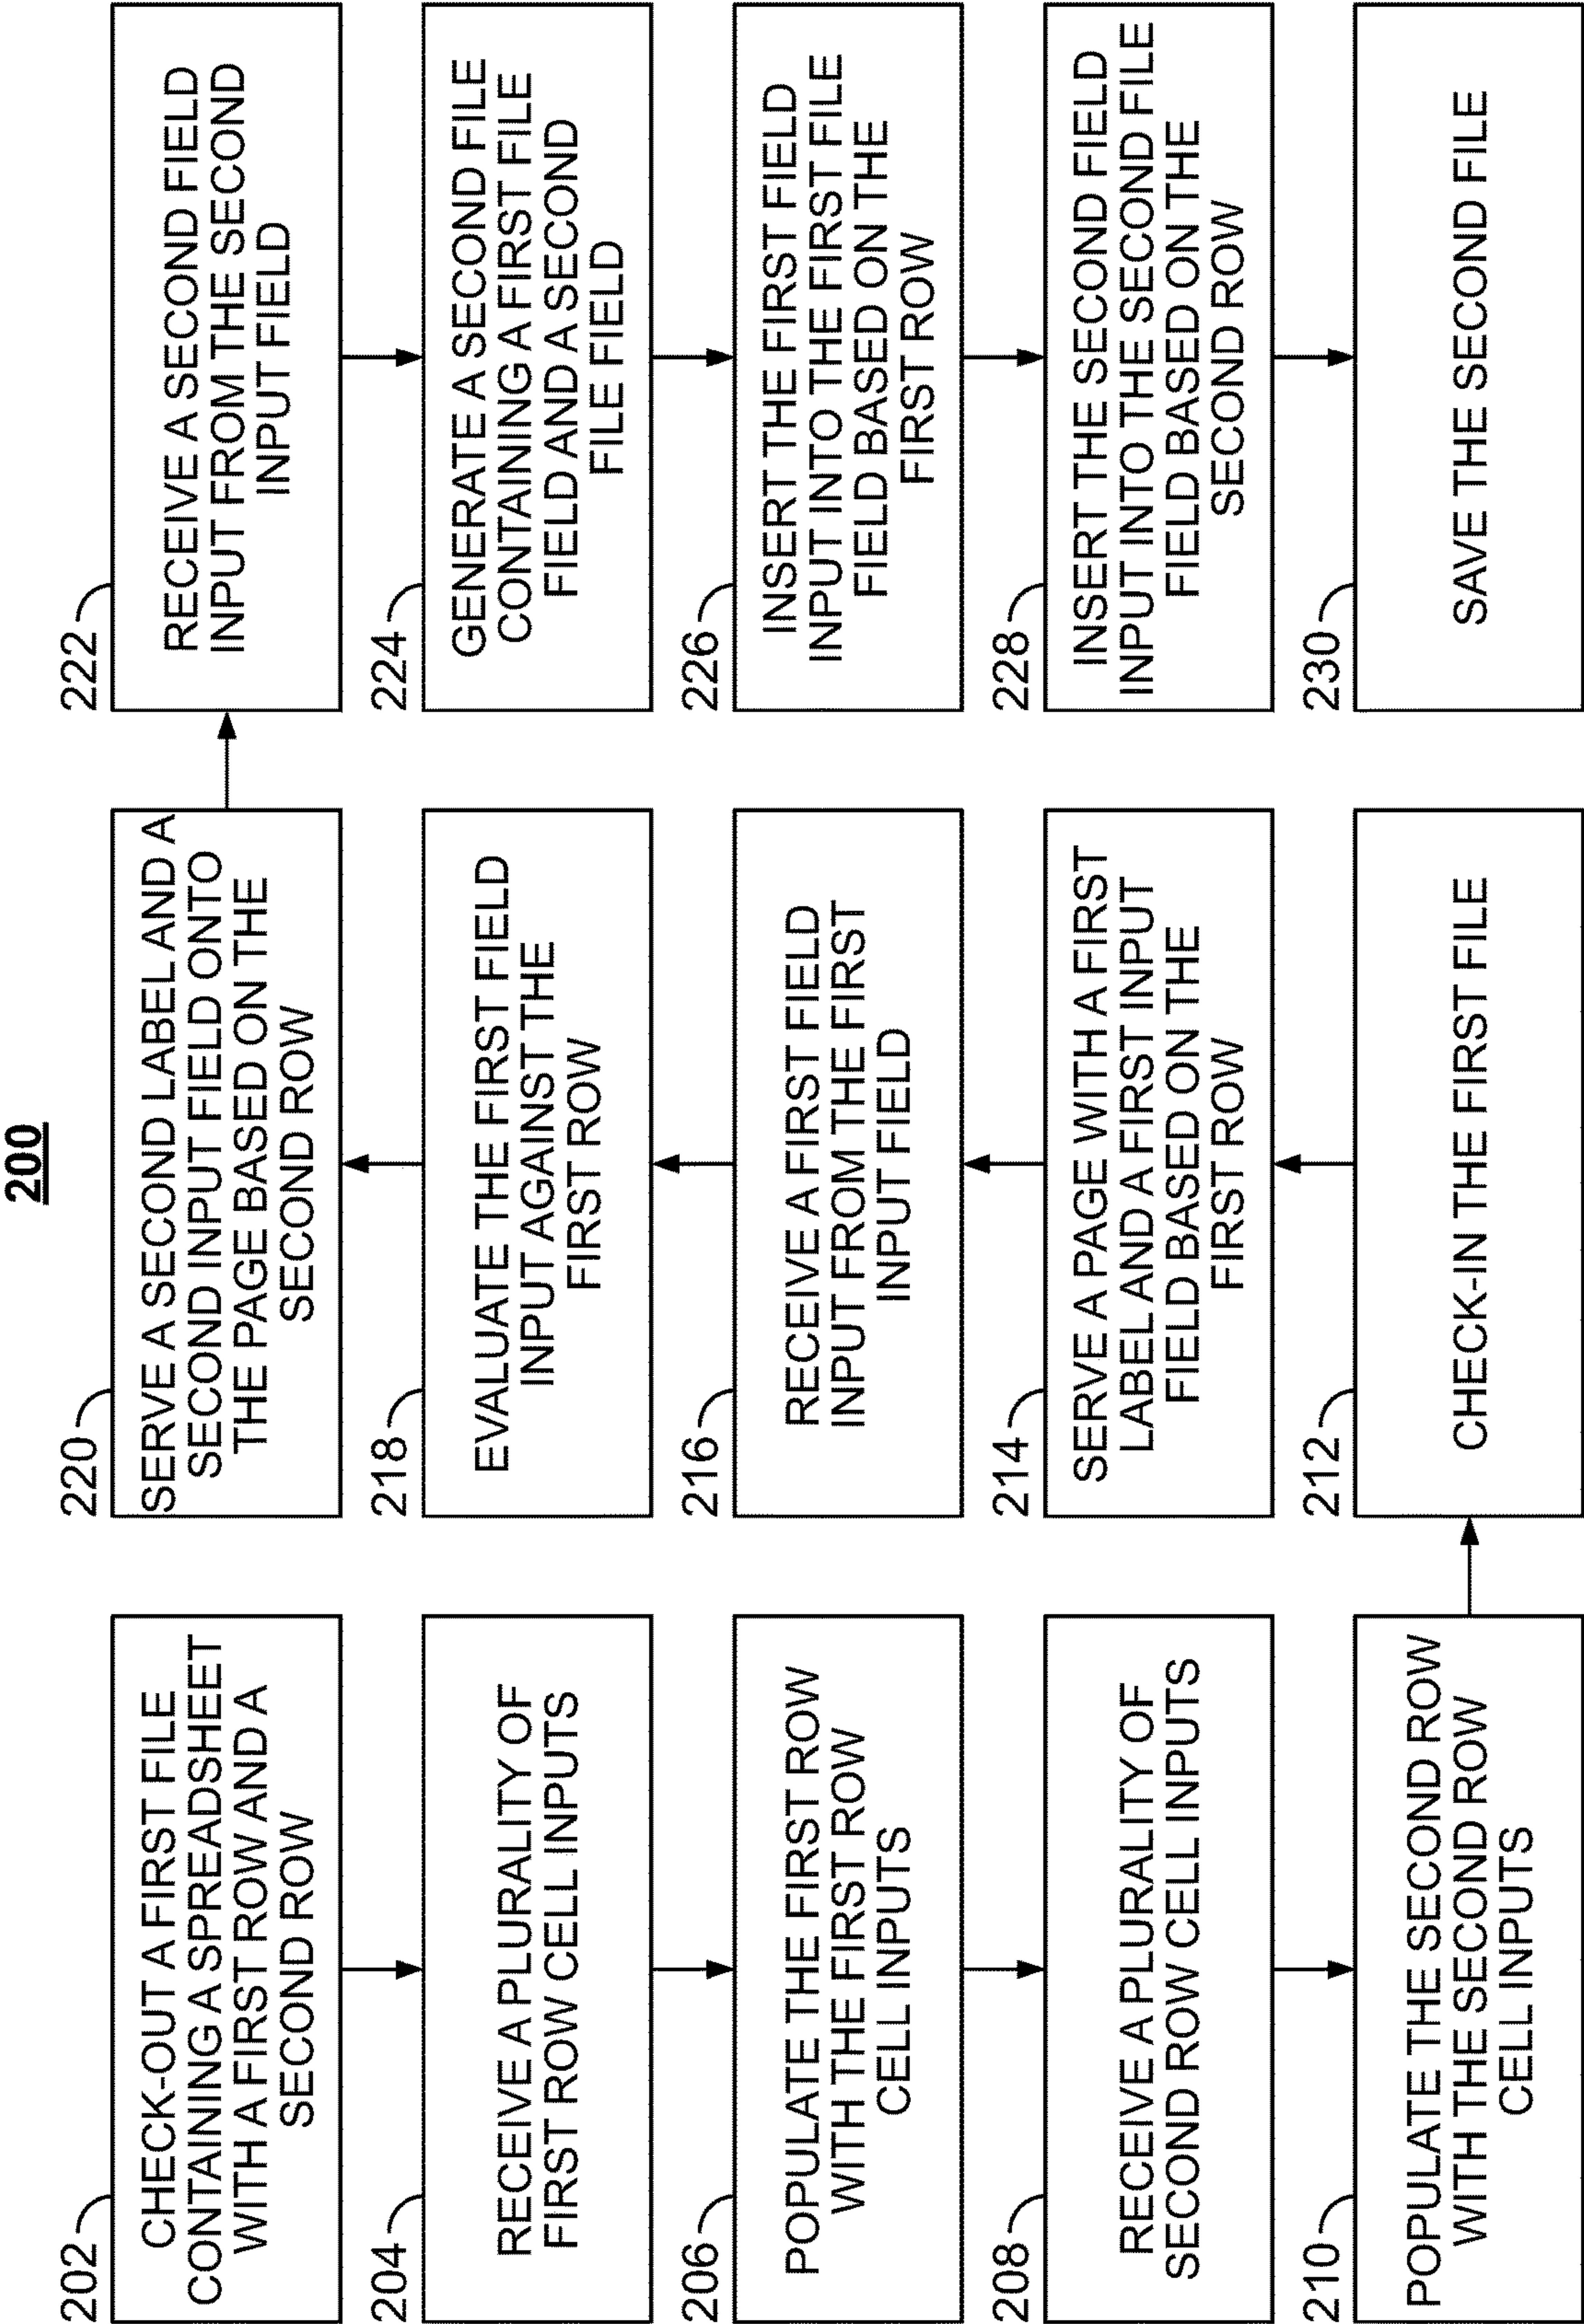 200
202
CHECK-OUT A FIRST FILE
CONTAINING A SPREADSHEET
WITH A FIRST ROW AND A
SECOND ROW
204
RECEIVE A PLURALITY OF
FIRST ROW CELL INPUTS
206
POPULATE THE FIRST ROW
WITH THE FIRST ROW
CELL INPUTS
208
RECEIVE A PLURALITY OF
SECOND ROW CELL INPUTS
210
POPULATE THE SECOND ROW
WITH THE SECOND ROW
CELL INPUTS
212
CHECK-IN THE FIRST FILE
214
SERVE A PAGE WITH A FIRST
LABEL AND A FIRST INPUT
FIELD BASED ON THE
FIRST ROW
216
RECEIVE A FIRST FIELD
INPUT FROM THE FIRST
INPUT FIELD
218
EVALUATE THE FIRST FIELD
INPUT AGAINST THE
FIRST ROW
220
SERVE A SECOND LABEL AND A
SECOND INPUT FIELD ONTO
THE PAGE BASED ON THE
SECOND ROW
222
RECEIVE A SECOND FIELD
INPUT FROM THE SECOND
INPUT FIELD
224
GENERATE A SECOND FILE
CONTAINING A FIRST FILE
FIELD AND A SECOND
FILE FIELD
226
INSERT THE FIRST FIELD
INPUT INTO THE FIRST FILE
FIELD BASED ON THE
FIRST ROW
228
INSERT THE SECOND FIELD
INPUT INTO THE SECOND FILE
FIELD BASED ON THE
SECOND ROW
230
SAVE THE SECOND FILE